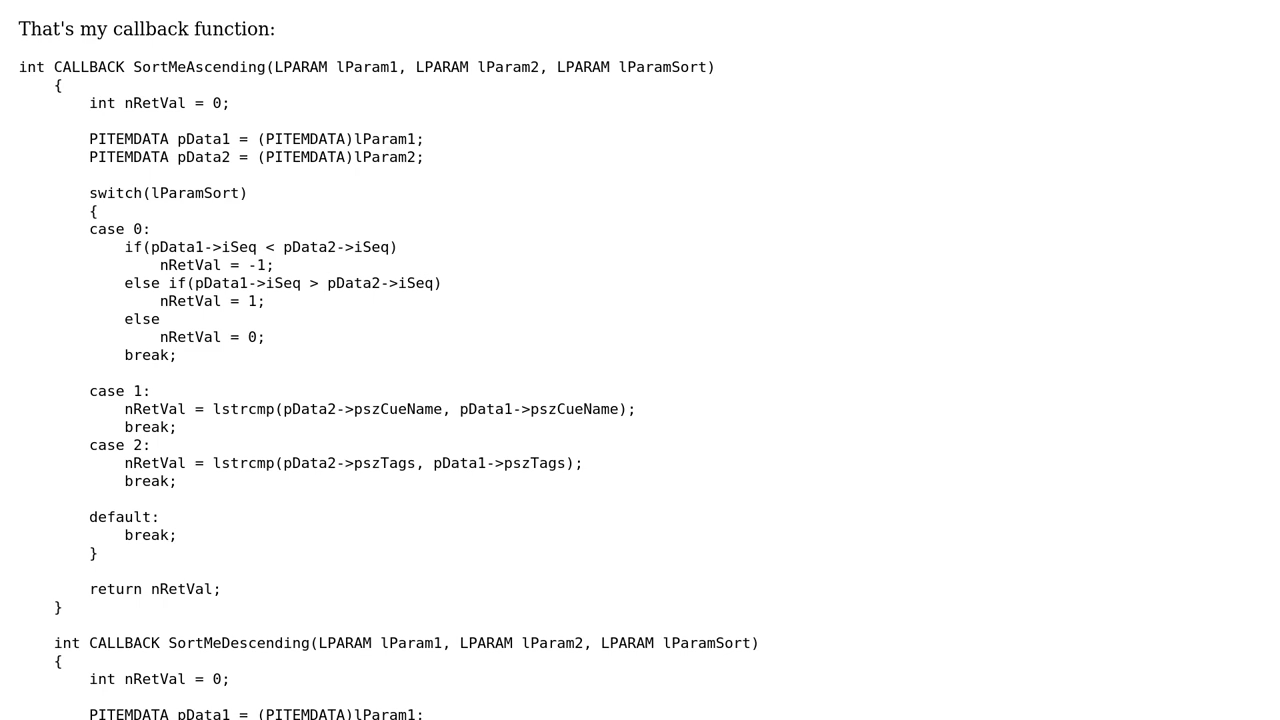 That's my callback function:
int CALLBACK SortMeAscending(LPARAM lParam1, LPARAM lParam2, LPARAM lParamSort)
    {
        int nRetVal = 0;

        PITEMDATA pData1 = (PITEMDATA)lParam1;
        PITEMDATA pData2 = (PITEMDATA)lParam2;

        switch(lParamSort)
        {
        case 0:
            if(pData1->iSeq < pData2->iSeq)
                nRetVal = -1;
            else if(pData1->iSeq > pData2->iSeq)
                nRetVal = 1;
            else
                nRetVal = 0;
            break;

        case 1:
            nRetVal = lstrcmp(pData2->pszCueName, pData1->pszCueName);
            break;
        case 2:
            nRetVal = lstrcmp(pData2->pszTags, pData1->pszTags);
            break;

        default:
            break;
        }

        return nRetVal;
    }

    int CALLBACK SortMeDescending(LPARAM lParam1, LPARAM lParam2, LPARAM lParamSort)
    {
        int nRetVal = 0;

        PITEMDATA pData1 = (PITEMDATA)lParam1;